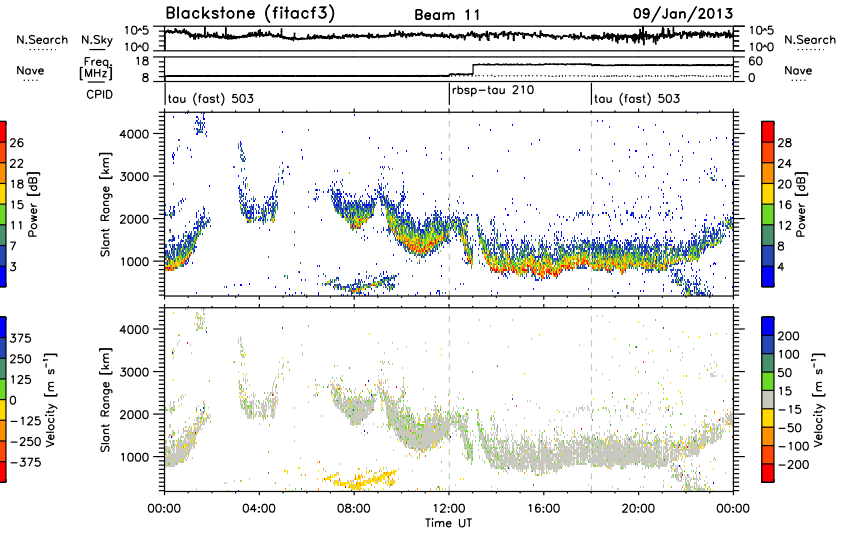 Blackstone (fitacf3) Beam 11 09/Jan/2013
N.Search N.Sky 10^5 10^0 10^5 10^0 N.Search
Nave Freq. [MHz] 18 8 60 0 Nave
CPID tau (fast) 503 rbsp-tau 210 tau (fast) 503
Slant Range [km] 4000 3000 2000 1000
Power [dB] 26 22 18 15 11 7 3
Power [dB] 28 24 20 16 12 8 4
Slant Range [km] 4000 3000 2000 1000
Velocity [m s⁻¹] 375 250 125 0 −125 −250 −375
Velocity [m s⁻¹] 200 100 50 15 −15 −50 −100 −200
00:00 04:00 08:00 12:00 16:00 20:00 00:00
Time UT